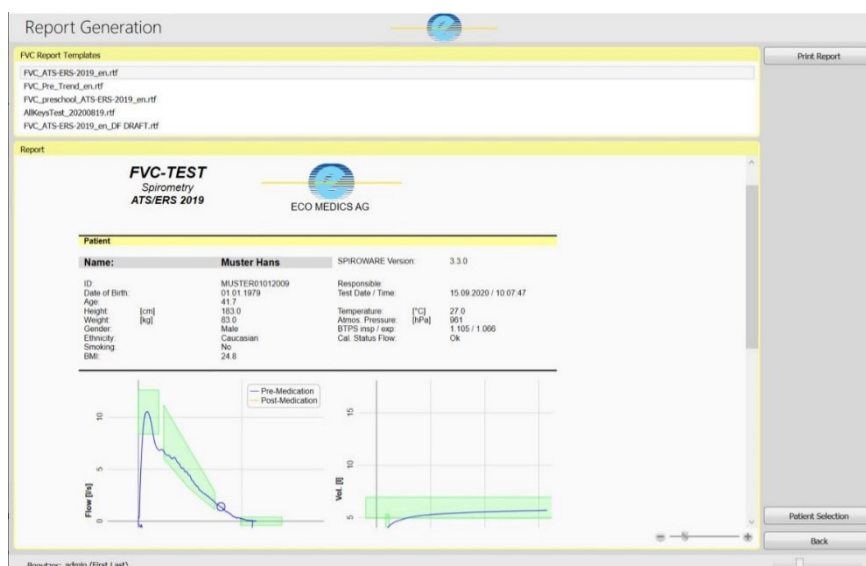 Report Generation
FVC Report Templates
FVC_ATS-ERS-2019_en.rtf
FVC_Pre_Trend_en.rtf
FVC_preschool_ATS-ERS-2019_en.rtf
AllKeysTest_20200819.rtf
FVC_ATS-ERS-2019_en_DF DRAFT.rtf
Print Report
Report
FVC-TEST
Spirometry
ATS/ERS 2019
ECO MEDICS AG
Patient
Name: Muster Hans SPIROWARE Version: 3.3.0
ID: MUSTER01012009 Responsible:
Date of Birth: 01.01.1979 Test Date / Time: 15.09.2020 / 10:07:47
Age: 41.7
Height: [cm] 183.0 Temperature: [°C] 27.0
Weight: [kg] 83.0 Atmos. Pressure: [hPa] 961
Gender: Male BTPS insp / exp: 1.105 / 1.066
Ethnicity: Caucasian Cal. Status Flow: Ok
Smoking: No
BMI: 24.8
Pre-Medication
Post-Medication
Flow [l/s]
10
5
0
Vol. [l]
15
10
5
Patient Selection
Back
Benutzer: admin (First Last)